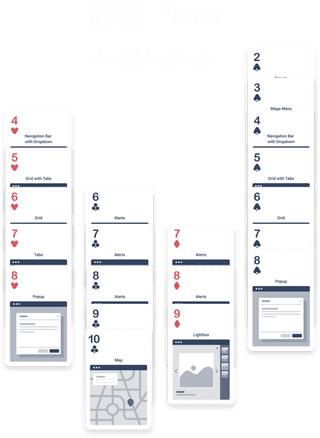 4
Navigation Bar
with Dropdown
5
Grid with Tabs
6
Grid
7
Tabs
8
Popup
6
Alerts
7
Alerts
8
Alerts
9
10
Map
7
Alerts
8
Alerts
9
Lightbox
2
3
Mega Menu
4
Navigation Bar
with Dropdown
5
Grid with Tabs
6
Grid
7
8
Popup